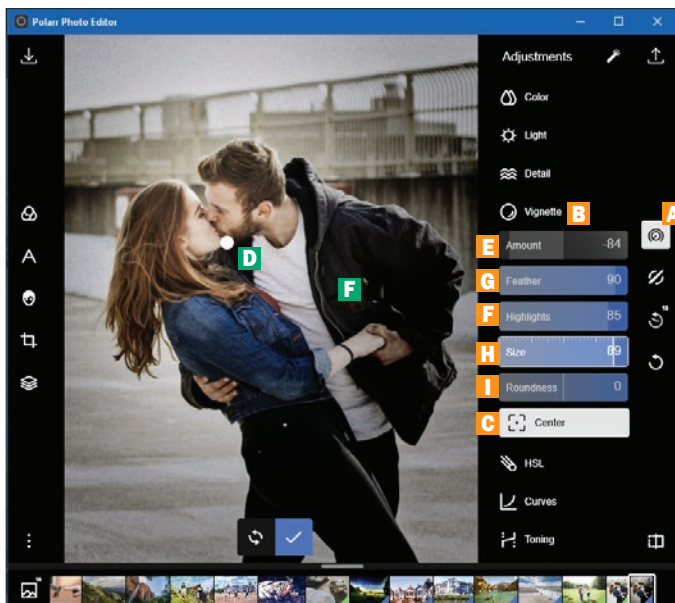 Polarr Photo Editor
Adjustments
Color
Light
Detail
Vignette B
A
E Amount -84
D
G Feather 90
F
F Highlights 85
H Size 89
I Roundness 0
C Center
HSL
Curves
Toning